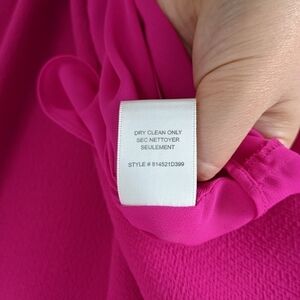 DRY CLEAN ONLY
SEC NETTOYER
SEULEMENT
STYLE # 814521D399